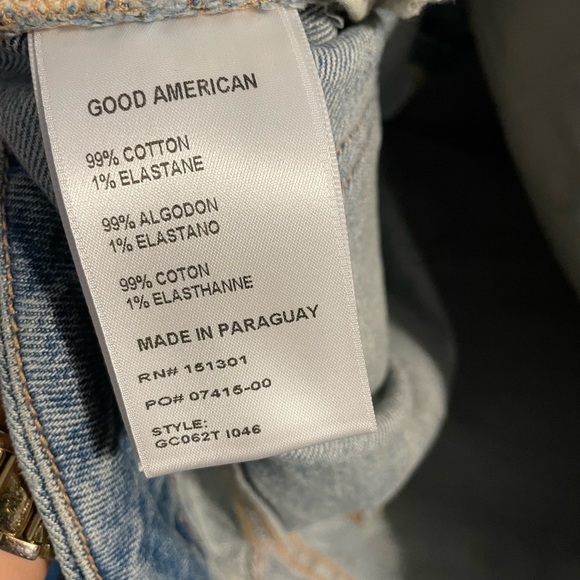 GOOD AMERICAN
99% COTTON
1% ELASTANE
99% ALGODON
1% ELASTANO
99% COTON
1% ELASTHANNE
MADE IN PARAGUAY
RN# 151301
PO# 07415-00
STYLE:
GC062T I046